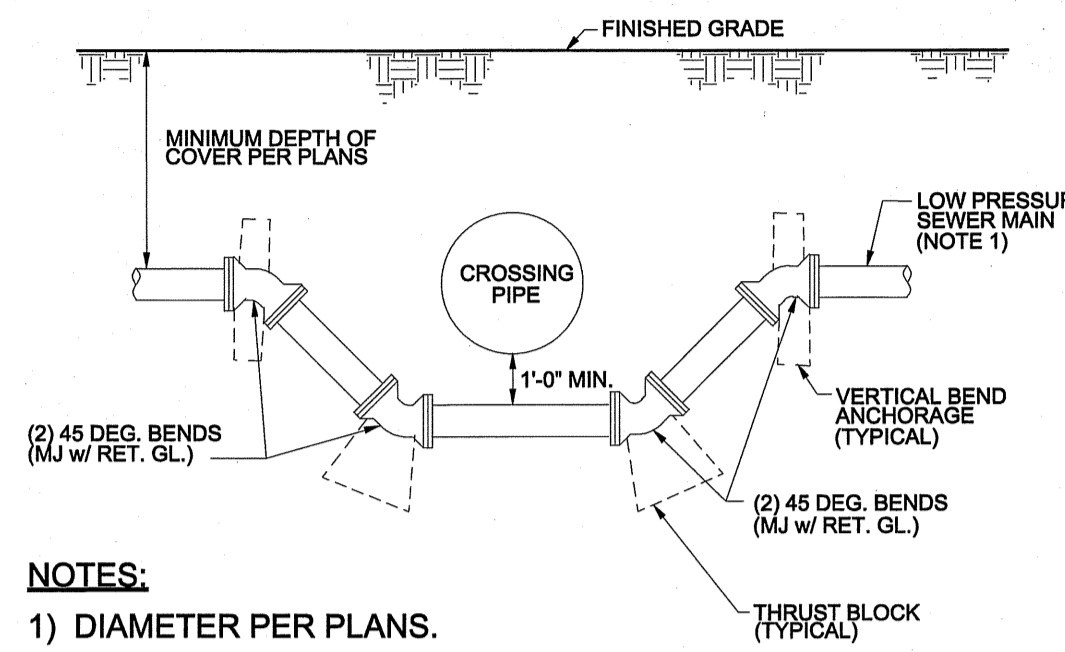 FINISHED GRADE
MINIMUM DEPTH OF
COVER PER PLANS
LOW PRESSUR
SEWER MAIN
(NOTE 1)
CROSSING
PIPE
1'-0" MIN.
VERTICAL BEND
ANCHORAGE
(TYPICAL)
(2) 45 DEG. BENDS
(MJ w/ RET. GL.)
(2) 45 DEG. BENDS
(MJ w/ RET. GL.)
THRUST BLOCK
(TYPICAL)
NOTES:
1) DIAMETER PER PLANS.